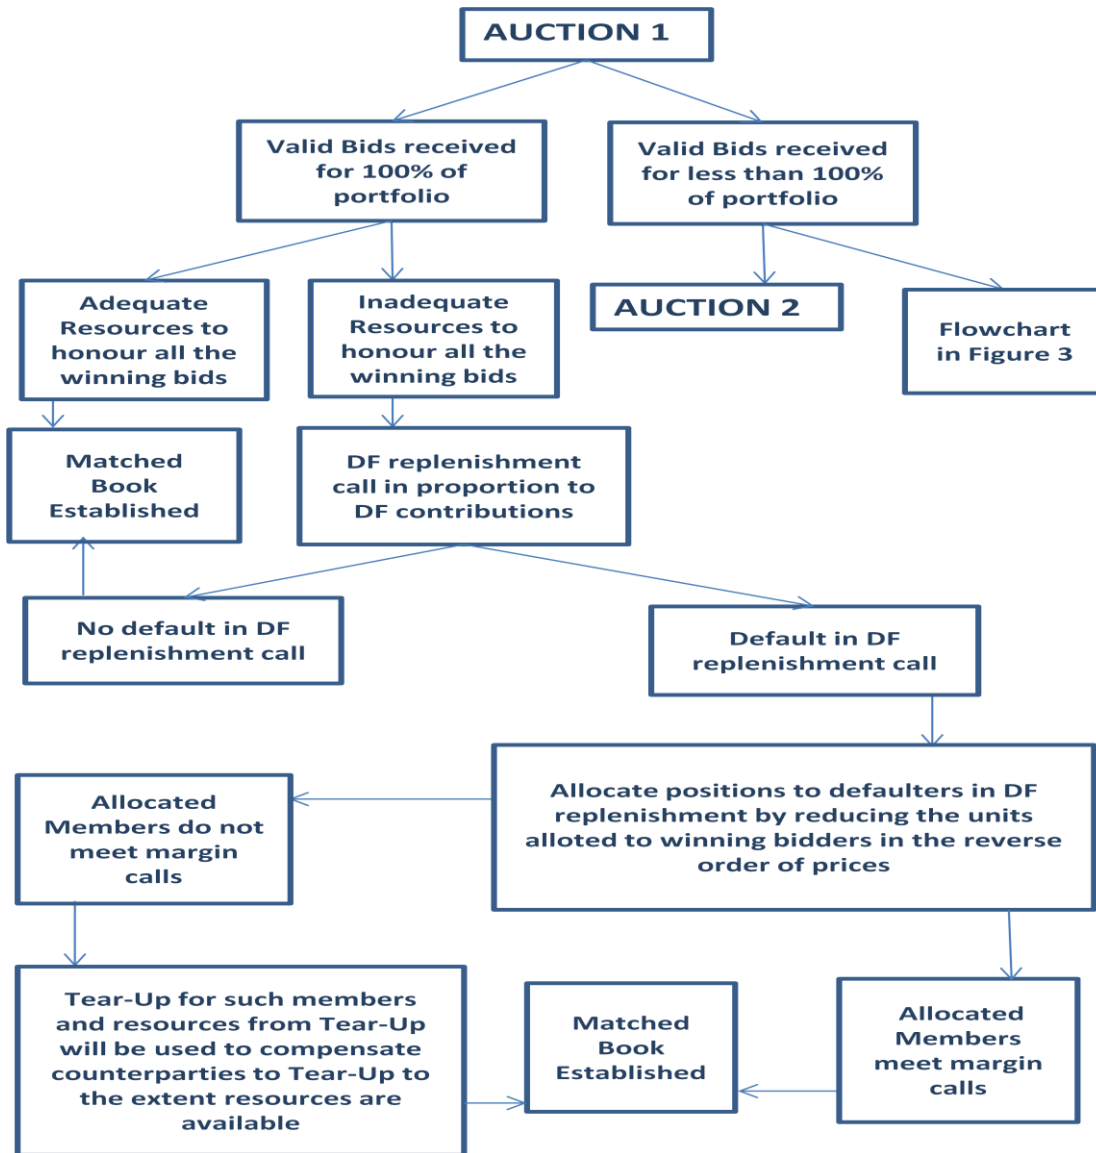 AUCTION 1
Valid Bids received
for 100% of
portfolio
Valid Bids received
for less than 100%
of portfolio
Adequate
Resources to
honour all the
winning bids
Inadequate
Resources to
honour all the
winning bids
AUCTION 2
Flowchart
in Figure 3
Matched
Book
Established
DF replenishment
call in proportion to
DF contributions
No default in DF
replenishment call
Default in DF
replenishment call
Allocated
Members do not
meet margin
calls
Allocate positions to defaulters in DF
replenishment by reducing the units
alloted to winning bidders in the reverse
order of prices
Tear-Up for such members
and resources from Tear-Up
will be used to compensate
counterparties to Tear-Up to
the extent resources are
available
Matched
Book
Established
Allocated
Members
meet margin
calls